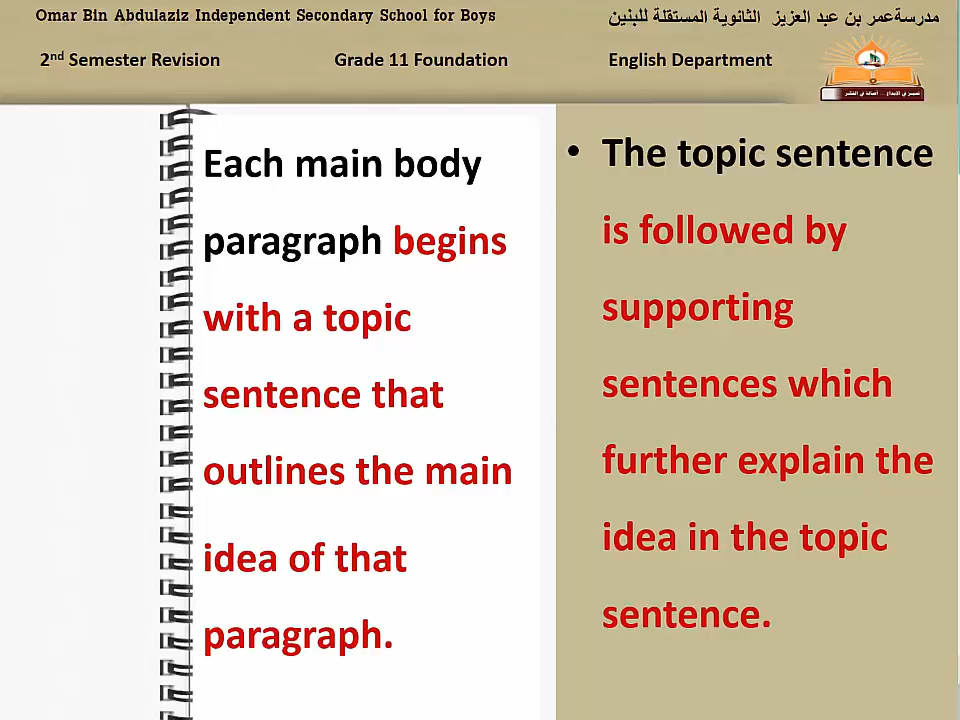 Omar Bin Abdulaziz Independent Secondary School for Boys
مدرسةعمر بن عبد العزيز الثانوية المستقلة للبنين
2nd Semester Revision
Grade 11 Foundation
English Department
Each main body
paragraph begins
with a topic
sentence that
outlines the main
idea of that
paragraph.
• The topic sentence
is followed by
supporting
sentences which
further explain the
idea in the topic
sentence.